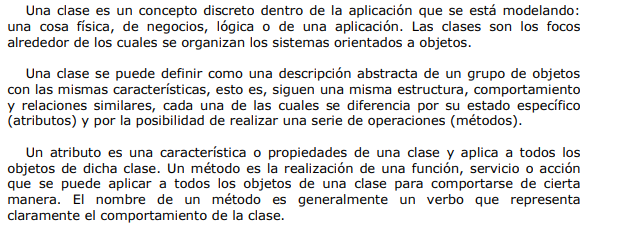 Una clase es un concepto discreto dentro de la aplicación que se está modelando:
una cosa física, de negocios, lógica o de una aplicación. Las clases son los focos
alrededor de los cuales se organizan los sistemas orientados a objetos.
Una clase se puede definir como una descripción abstracta de un grupo de objetos
con las mismas características, esto es, siguen una misma estructura, comportamiento
y relaciones similares, cada una de las cuales se diferencia por su estado específico
(atributos) y por la posibilidad de realizar una serie de operaciones (métodos).
Un atributo es una característica o propiedades de una clase y aplica a todos los
objetos de dicha clase. Un método es la realización de una función, servicio o acción
que se puede aplicar a todos los objetos de una clase para comportarse de cierta
manera. El nombre de un método es generalmente un verbo que representa
claramente el comportamiento de la clase.